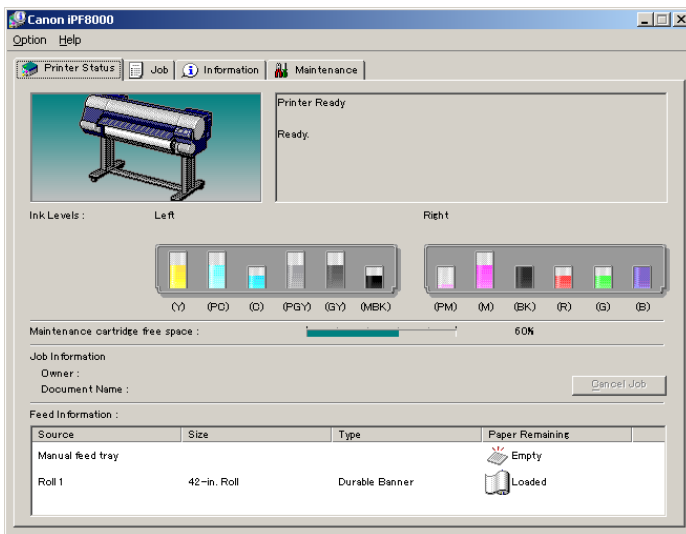 Canon iPF8000
Option Help
Printer Status Job Information Maintenance
Printer Ready
Ready.
Ink Levels : Left Right
(Y) (PC) (C) (PGY) (GY) (MBK) (PM) (M) (BK) (R) (G) (B)
Maintenance cartridge free space : 60%
Job Information
Owner :
Document Name :
Cancel Job
Feed Information :
Source Size Type Paper Remaining
Manual feed tray Empty
Roll 1 42-in. Roll Durable Banner Loaded